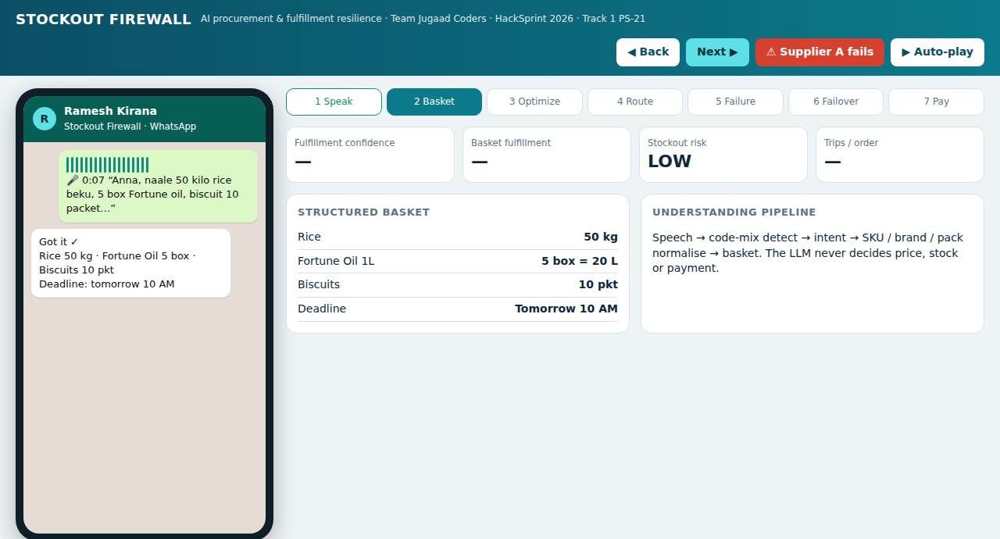 STOCKOUT FIREWALL
AI procurement & fulfillment resilience · Team Jugaad Coders · HackSprint 2026 · Track 1 PS-21
◀ Back
Next ▶
⚠ Supplier A fails
▶ Auto-play
R
Ramesh Kirana
Stockout Firewall · WhatsApp
🎤 0:07 “Anna, naale 50 kilo rice
beku, 5 box Fortune oil, biscuit 10
packet…”
Got it ✓
Rice 50 kg · Fortune Oil 5 box ·
Biscuits 10 pkt
Deadline: tomorrow 10 AM
1 Speak
2 Basket
3 Optimize
4 Route
5 Failure
6 Failover
7 Pay
Fulfillment confidence
—
Basket fulfillment
—
Stockout risk
LOW
Trips / order
—
STRUCTURED BASKET
Rice 50 kg
Fortune Oil 1L 5 box = 20 L
Biscuits 10 pkt
Deadline Tomorrow 10 AM
UNDERSTANDING PIPELINE
Speech → code-mix detect → intent → SKU / brand / pack
normalise → basket. The LLM never decides price, stock
or payment.